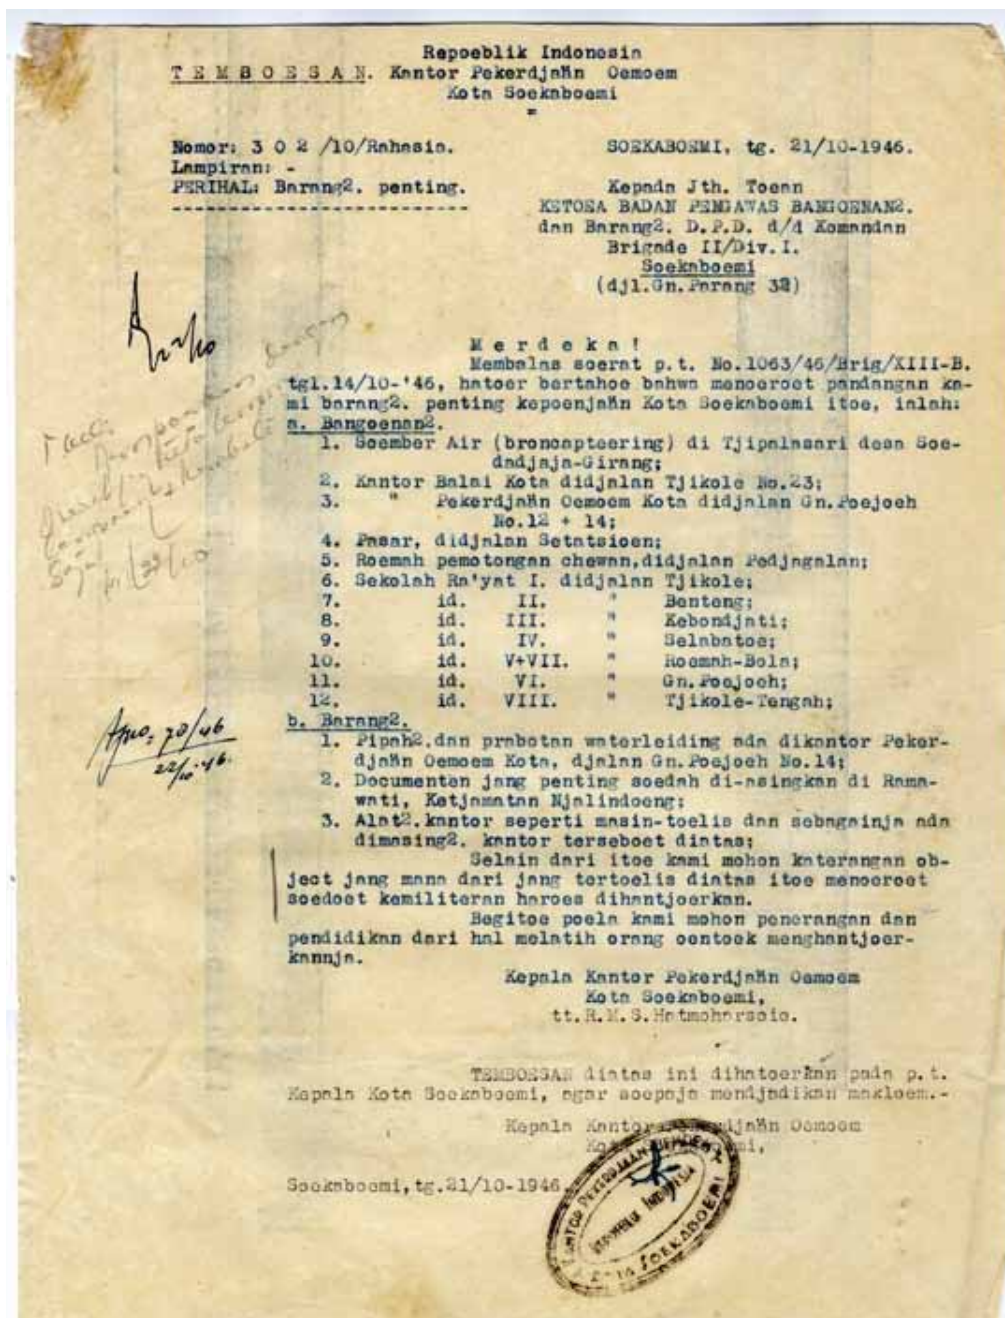 Repoeblik Indonesia
T E M B O E S A N. Kantor Pekerdjaän Oemoem
Kota Soekaboemi
=
Nomor: 3 0 2 /10/Rahasia.
SOEKABOEMI, tg. 21/10-1946.
Lampiran: -
PERIHAL: Barang2. penting.
---------------------------
Kepada Jth. Toean
KETOEA BADAN PENGAWAS BANGOENAN2.
dan Barang2. D.P.D. d/d Komandan
Brigade II/Div.I.
Soekaboemi
(djl.Gn.Parang 32)
M e r d e k a !
Membalas soerat p.t. No.1063/46/Brig/XIII-B.
tgl.14/10-'46, hatoer bertahoe bahwa menoeroet pandangan ka-
mi barang2. penting kepoenjaän Kota Soekaboemi itoe, ialah:
a. Bangoenan2.
1. Soember Air (broncapteering) di Tjipalasari desa Soe-
dadjaja-Girang;
2. Kantor Balai Kota didjalan Tjikole No.23;
3. " Pekerdjaän Oemoem Kota didjalan Gn.Poejoeh
No.12 + 14;
4. Pasar, didjalan Setatsioen;
5. Roemah pemotongan chewan,didjalan Pedjagalan;
6. Sekolah Ra'yat I. didjalan Tjikole;
7. id. II. " Benteng;
8. id. III. " Kebondjati;
9. id. IV. " Selabatoe;
10. id. V+VII. " Roemah-Bola;
11. id. VI. " Gn.Poejoeh;
12. id. VIII. " Tjikole-Tengah;
b. Barang2.
1. Pipah2.dan prabotan waterleiding ada dikantor Peker-
djaän Oemoem Kota, djalan Gn.Poejoeh No.14;
2. Documenten jang penting soedah di-asingkan di Rama-
wati, Ketjamatan Njalindoeng;
3. Alat2.kantor seperti masin-toelis dan sebagainja ada
dimasing2. kantor terseboet diatas;
Selain dari itoe kami mohon katerangan ob-
ject jang mana dari jang tertoelis diatas itoe menoeroet
soedoet kemiliteran haroes dihantjoerkan.
Begitoe poela kami mohon penerangan dan
pendidikan dari hal melatih orang oentoek menghantjoer-
kannja.
Kepala Kantor Pekerdjaän Oemoem
Kota Soekaboemi,
tt.R.M.S.Hatmoharsoio.
22/10-46.
TEMBOESAN diatas ini dihatoerkan pada p.t.
Kepala Kota Soekaboemi, agar soepaja mendjadikan makloem.-
Kepala Kantor Pekerdjaän Oemoem
Soekaboemi,tg.21/10-1946
REPOEBLIK INDONESIA
KOTA SOEKABOEMI